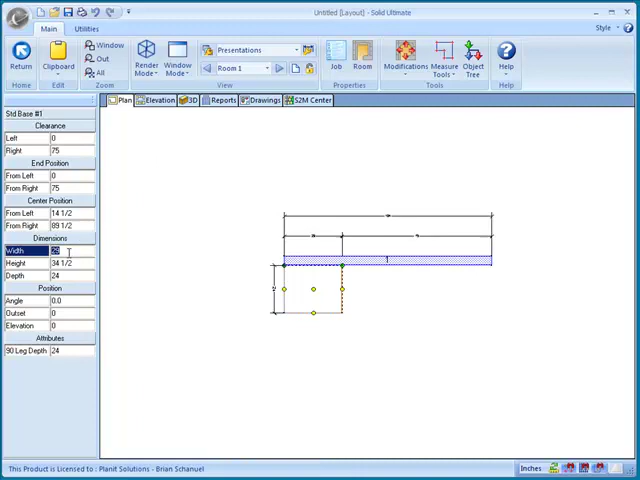 Untitled [Layout] - Solid Ultimate
Main
Utilities
Style
Return
Clipboard
Window
Out
All
Render Mode
Window Mode
Presentations
Room 1
Job
Room
Modifications
Measure Tools
Object Tree
Help
Home
Edit
Zoom
View
Properties
Tools
Help
Plan
Elevation
3D
Reports
Drawings
S2M Center
Std Base #1
Clearance
Left 0
Right 75
End Position
From Left 0
From Right 75
Center Position
From Left 14 1/2
From Right 89 1/2
Dimensions
Width 29
Height 34 1/2
Depth 24
Position
Angle 0.0
Outset 0
Elevation 0
Attributes
90 Leg Depth 24
1
This Product is Licensed to : Planit Solutions - Brian Schanuel
Inches